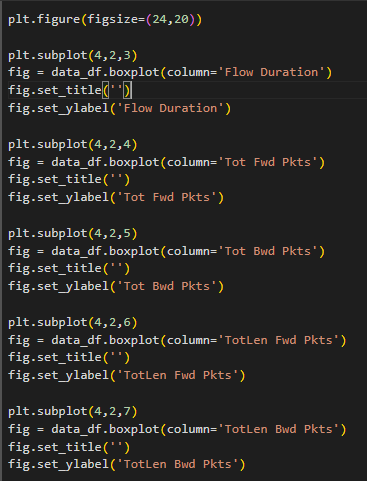 plt.figure(figsize=(24,20))
plt.subplot(4,2,3)
fig = data_df.boxplot(column='Flow Duration')
fig.set_title('')
fig.set_ylabel('Flow Duration')
plt.subplot(4,2,4)
fig = data_df.boxplot(column='Tot Fwd Pkts')
fig.set_title('')
fig.set_ylabel('Tot Fwd Pkts')
plt.subplot(4,2,5)
fig = data_df.boxplot(column='Tot Bwd Pkts')
fig.set_title('')
fig.set_ylabel('Tot Bwd Pkts')
plt.subplot(4,2,6)
fig = data_df.boxplot(column='TotLen Fwd Pkts')
fig.set_title('')
fig.set_ylabel('TotLen Fwd Pkts')
plt.subplot(4,2,7)
fig = data_df.boxplot(column='TotLen Bwd Pkts')
fig.set_title('')
fig.set_ylabel('TotLen Bwd Pkts')